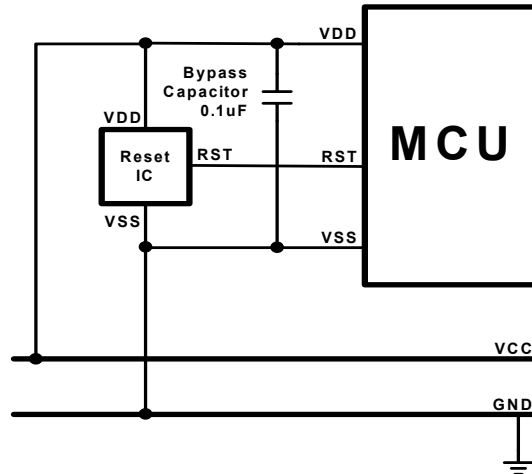 VDD
Bypass
Capacitor
0.1uF
VDD
MCU
Reset
IC
RST
RST
VSS
VSS
VCC
GND